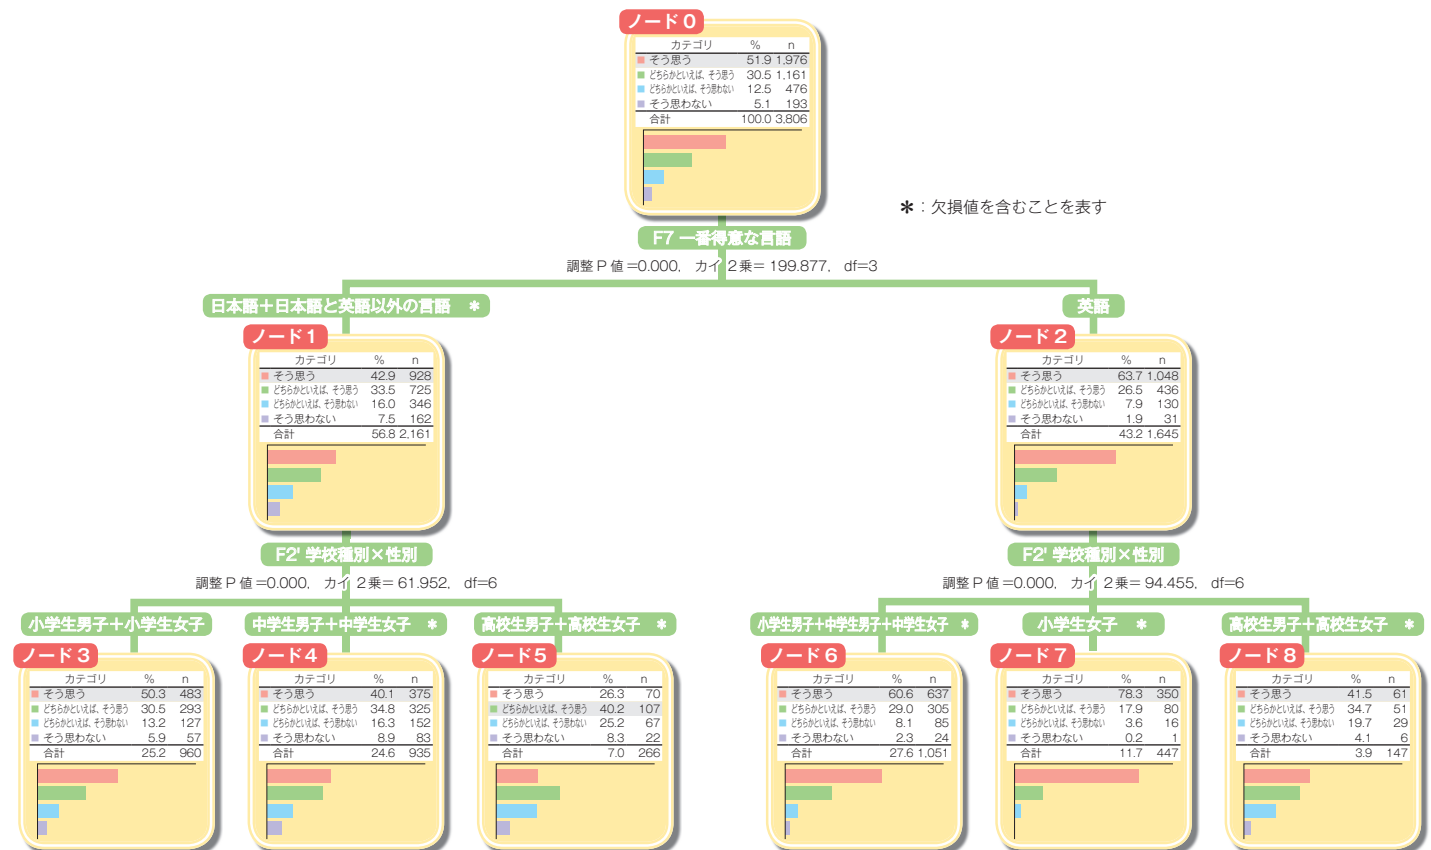 ノード 0
カテゴリ % n
そう思う 51.9 1,976
どちらかといえば、そう思う 30.5 1,161
どちらかといえば、そう思わない 12.5 476
そう思わない 5.1 193
合計 100.0 3,806
＊：欠損値を含むことを表す
F7 一番得意な言語
調整 P 値 =0.000, カイ 2乗= 199.877, df=3
日本語＋日本語と英語以外の言語 ＊
英語
ノード 1
カテゴリ % n
そう思う 42.9 928
どちらかといえば、そう思う 33.5 725
どちらかといえば、そう思わない 16.0 346
そう思わない 7.5 162
合計 56.8 2,161
ノード 2
カテゴリ % n
そう思う 63.7 1,048
どちらかといえば、そう思う 26.5 436
どちらかといえば、そう思わない 7.9 130
そう思わない 1.9 31
合計 43.2 1,645
F2' 学校種別×性別
調整 P 値 =0.000, カイ 2乗= 61.952, df=6
F2' 学校種別×性別
調整 P 値 =0.000, カイ 2乗= 94.455, df=6
小学生男子＋小学生女子
中学生男子＋中学生女子 ＊
高校生男子＋高校生女子 ＊
小学生男子＋中学生男子＋中学生女子 ＊
小学生女子 ＊
高校生男子＋高校生女子 ＊
ノード 3
カテゴリ % n
そう思う 50.3 483
どちらかといえば、そう思う 30.5 293
どちらかといえば、そう思わない 13.2 127
そう思わない 5.9 57
合計 25.2 960
ノード4
カテゴリ % n
そう思う 40.1 375
どちらかといえば、そう思う 34.8 325
どちらかといえば、そう思わない 16.3 152
そう思わない 8.9 83
合計 24.6 935
ノード5
カテゴリ % n
そう思う 26.3 70
どちらかといえば、そう思う 40.2 107
どちらかといえば、そう思わない 25.2 67
そう思わない 8.3 22
合計 7.0 266
ノード 6
カテゴリ % n
そう思う 60.6 637
どちらかといえば、そう思う 29.0 305
どちらかといえば、そう思わない 8.1 85
そう思わない 2.3 24
合計 27.6 1,051
ノード 7
カテゴリ % n
そう思う 78.3 350
どちらかといえば、そう思う 17.9 80
どちらかといえば、そう思わない 3.6 16
そう思わない 0.2 1
合計 11.7 447
ノード 8
カテゴリ % n
そう思う 41.5 61
どちらかといえば、そう思う 34.7 51
どちらかといえば、そう思わない 19.7 29
そう思わない 4.1 6
合計 3.9 147